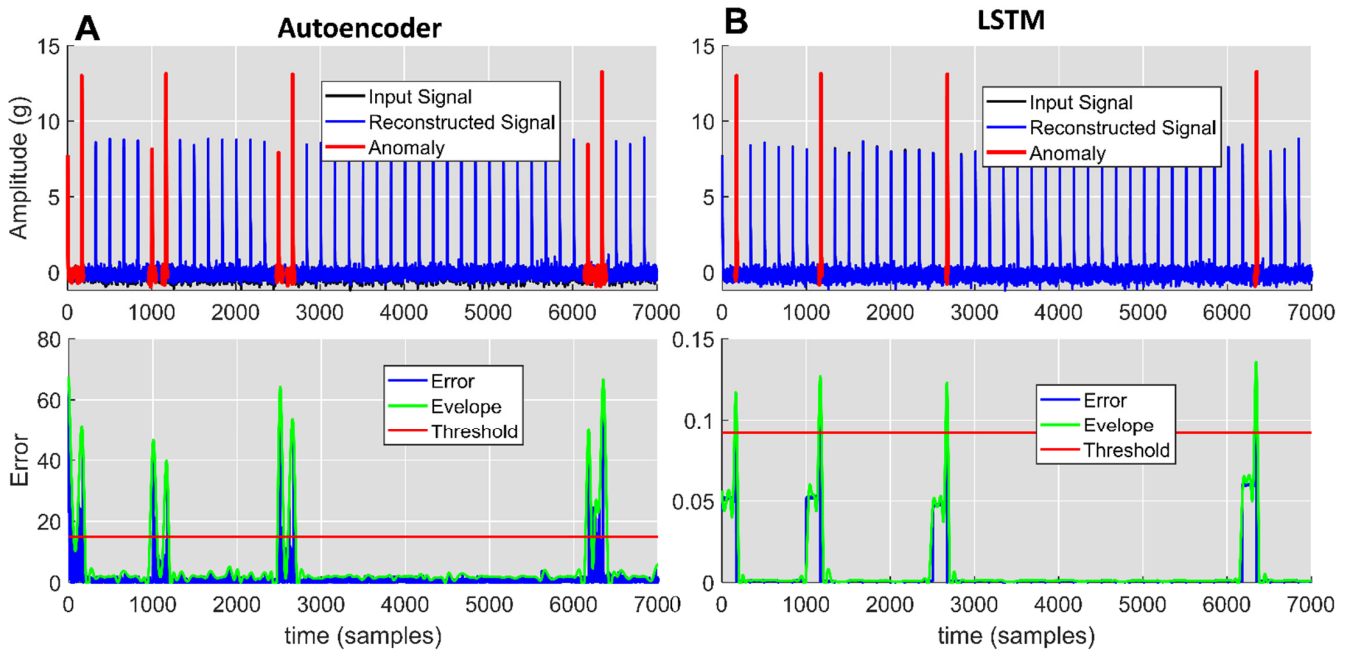 A
Autoencoder
B
LSTM
15
10
5
0
Amplitude (g)
Input Signal
Reconstructed Signal
Anomaly
0 1000 2000 3000 4000 5000 6000 7000
15
10
5
0
Input Signal
Reconstructed Signal
Anomaly
0 1000 2000 3000 4000 5000 6000 7000
80
60
40
20
0
Error
Error
Evelope
Threshold
0 1000 2000 3000 4000 5000 6000 7000
time (samples)
0.15
0.1
0.05
0
Error
Evelope
Threshold
0 1000 2000 3000 4000 5000 6000 7000
time (samples)